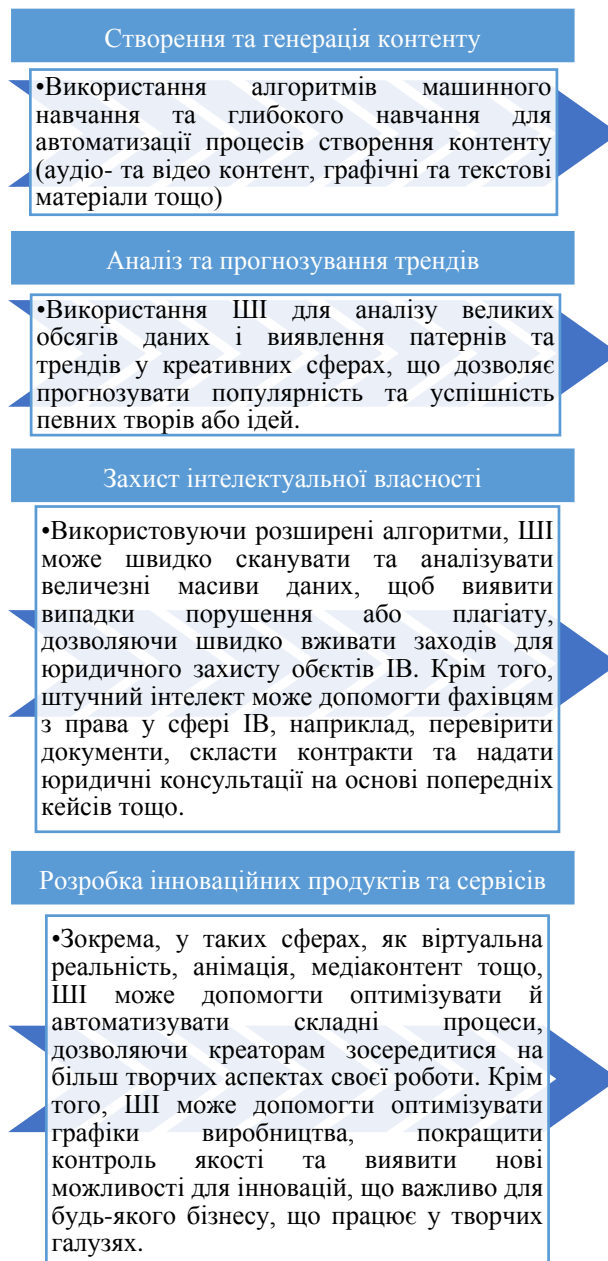 Створення та генерація контенту
•Використання алгоритмів машинного
навчання та глибокого навчання для
автоматизації процесів створення контенту
(аудіо- та відео контент, графічні та текстові
матеріали тощо)
Аналіз та прогнозування трендів
•Використання ШІ для аналізу великих
обсягів даних і виявлення патернів та
трендів у креативних сферах, що дозволяє
прогнозувати популярність та успішність
певних творів або ідей.
Захист інтелектуальної власності
•Використовуючи розширені алгоритми, ШІ
може швидко сканувати та аналізувати
величезні масиви даних, щоб виявити
випадки порушення або плагіату,
дозволяючи швидко вживати заходів для
юридичного захисту обєктів ІВ. Крім того,
штучний інтелект може допомогти фахівцям
з права у сфері ІВ, наприклад, перевірити
документи, скласти контракти та надати
юридичні консультації на основі попередніх
кейсів тощо.
Розробка інноваційних продуктів та сервісів
•Зокрема, у таких сферах, як віртуальна
реальність, анімація, медіаконтент тощо,
ШІ може допомогти оптимізувати й
автоматизувати складні процеси,
дозволяючи креаторам зосередитися на
більш творчих аспектах своєї роботи. Крім
того, ШІ може допомогти оптимізувати
графіки виробництва, покращити
контроль якості та виявити нові
можливості для інновацій, що важливо для
будь-якого бізнесу, що працює у творчих
галузях.